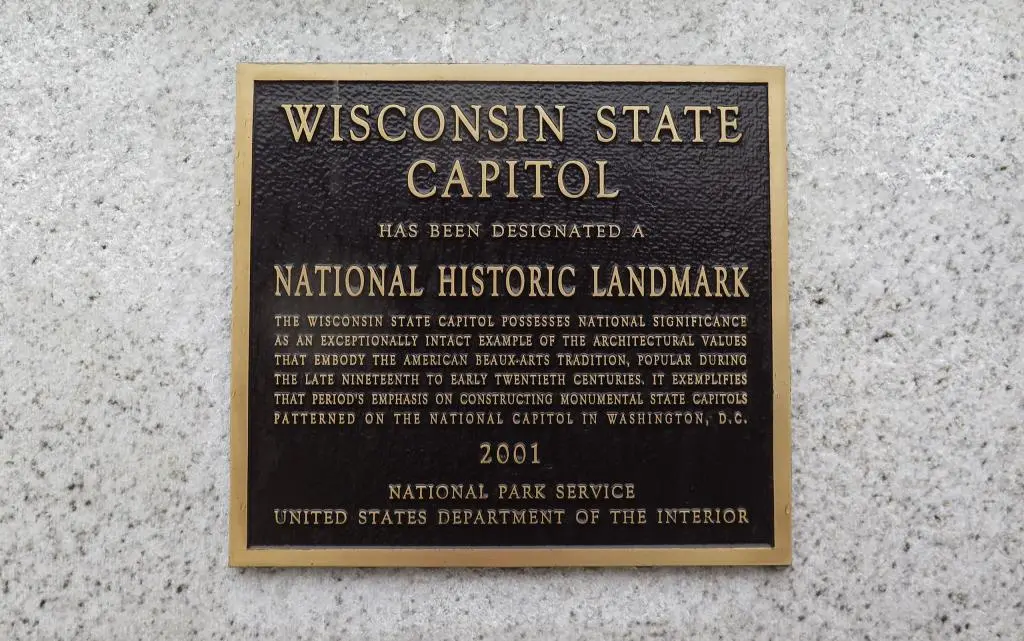 WISCONSIN STATE
CAPITOL
HAS BEEN DESIGNATED A
NATIONAL HISTORIC LANDMARK
THE WISCONSIN STATE CAPITOL POSSESSES NATIONAL SIGNIFICANCE
AS AN EXCEPTIONALLY INTACT EXAMPLE OF THE ARCHITECTURAL VALUES
THAT EMBODY THE AMERICAN BEAUX-ARTS TRADITION, POPULAR DURING
THE LATE NINETEENTH TO EARLY TWENTIETH CENTURIES. IT EXEMPLIFIES
THAT PERIOD'S EMPHASIS ON CONSTRUCTING MONUMENTAL STATE CAPITOLS
PATTERNED ON THE NATIONAL CAPITOL IN WASHINGTON, D.C.
2001
NATIONAL PARK SERVICE
UNITED STATES DEPARTMENT OF THE INTERIOR